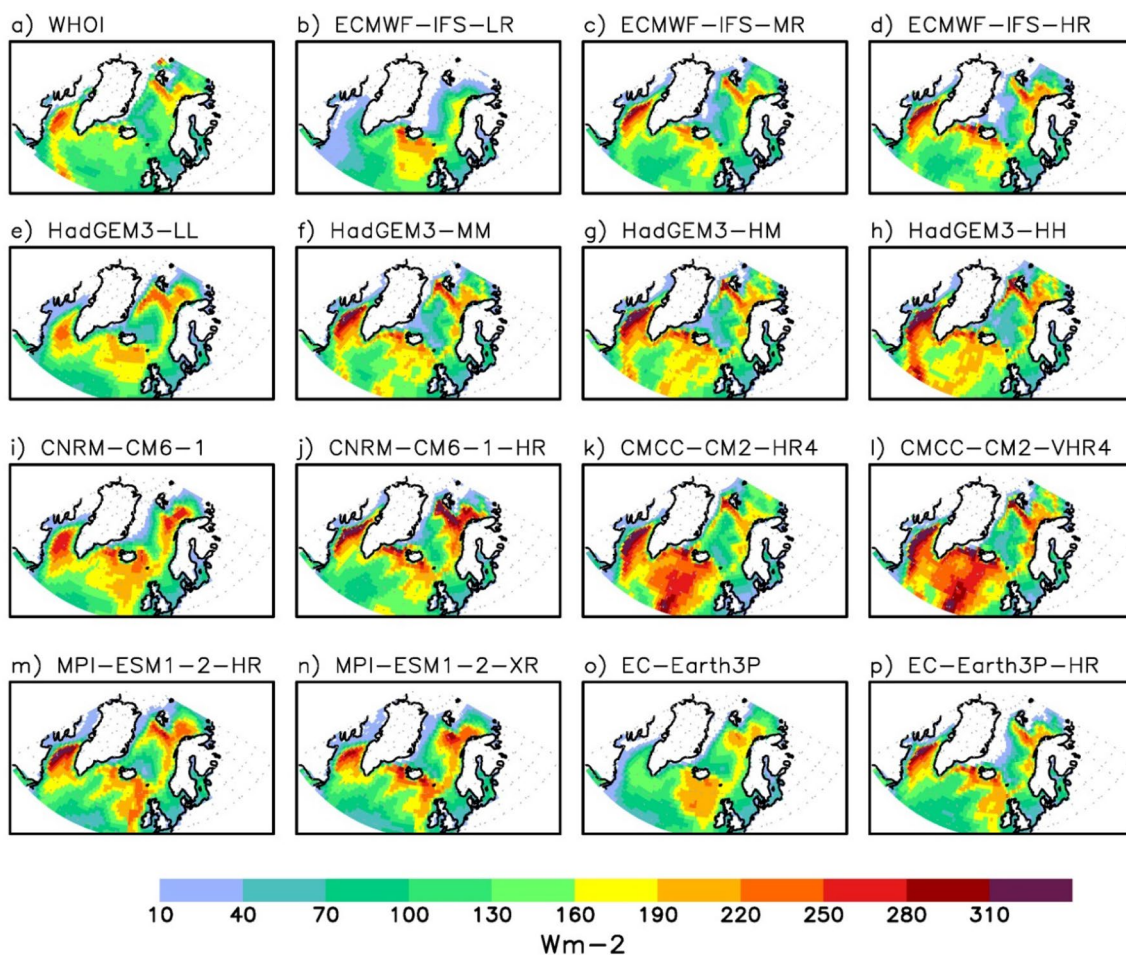 a) WHOI b) ECMWF-IFS-LR c) ECMWF-IFS-MR d) ECMWF-IFS-HR
e) HadGEM3-LL f) HadGEM3-MM g) HadGEM3-HM h) HadGEM3-HH
i) CNRM-CM6-1 j) CNRM-CM6-1-HR k) CMCC-CM2-HR4 l) CMCC-CM2-VHR4
m) MPI-ESM1-2-HR n) MPI-ESM1-2-XR o) EC-Earth3P p) EC-Earth3P-HR
10 40 70 100 130 160 190 220 250 280 310
Wm-2